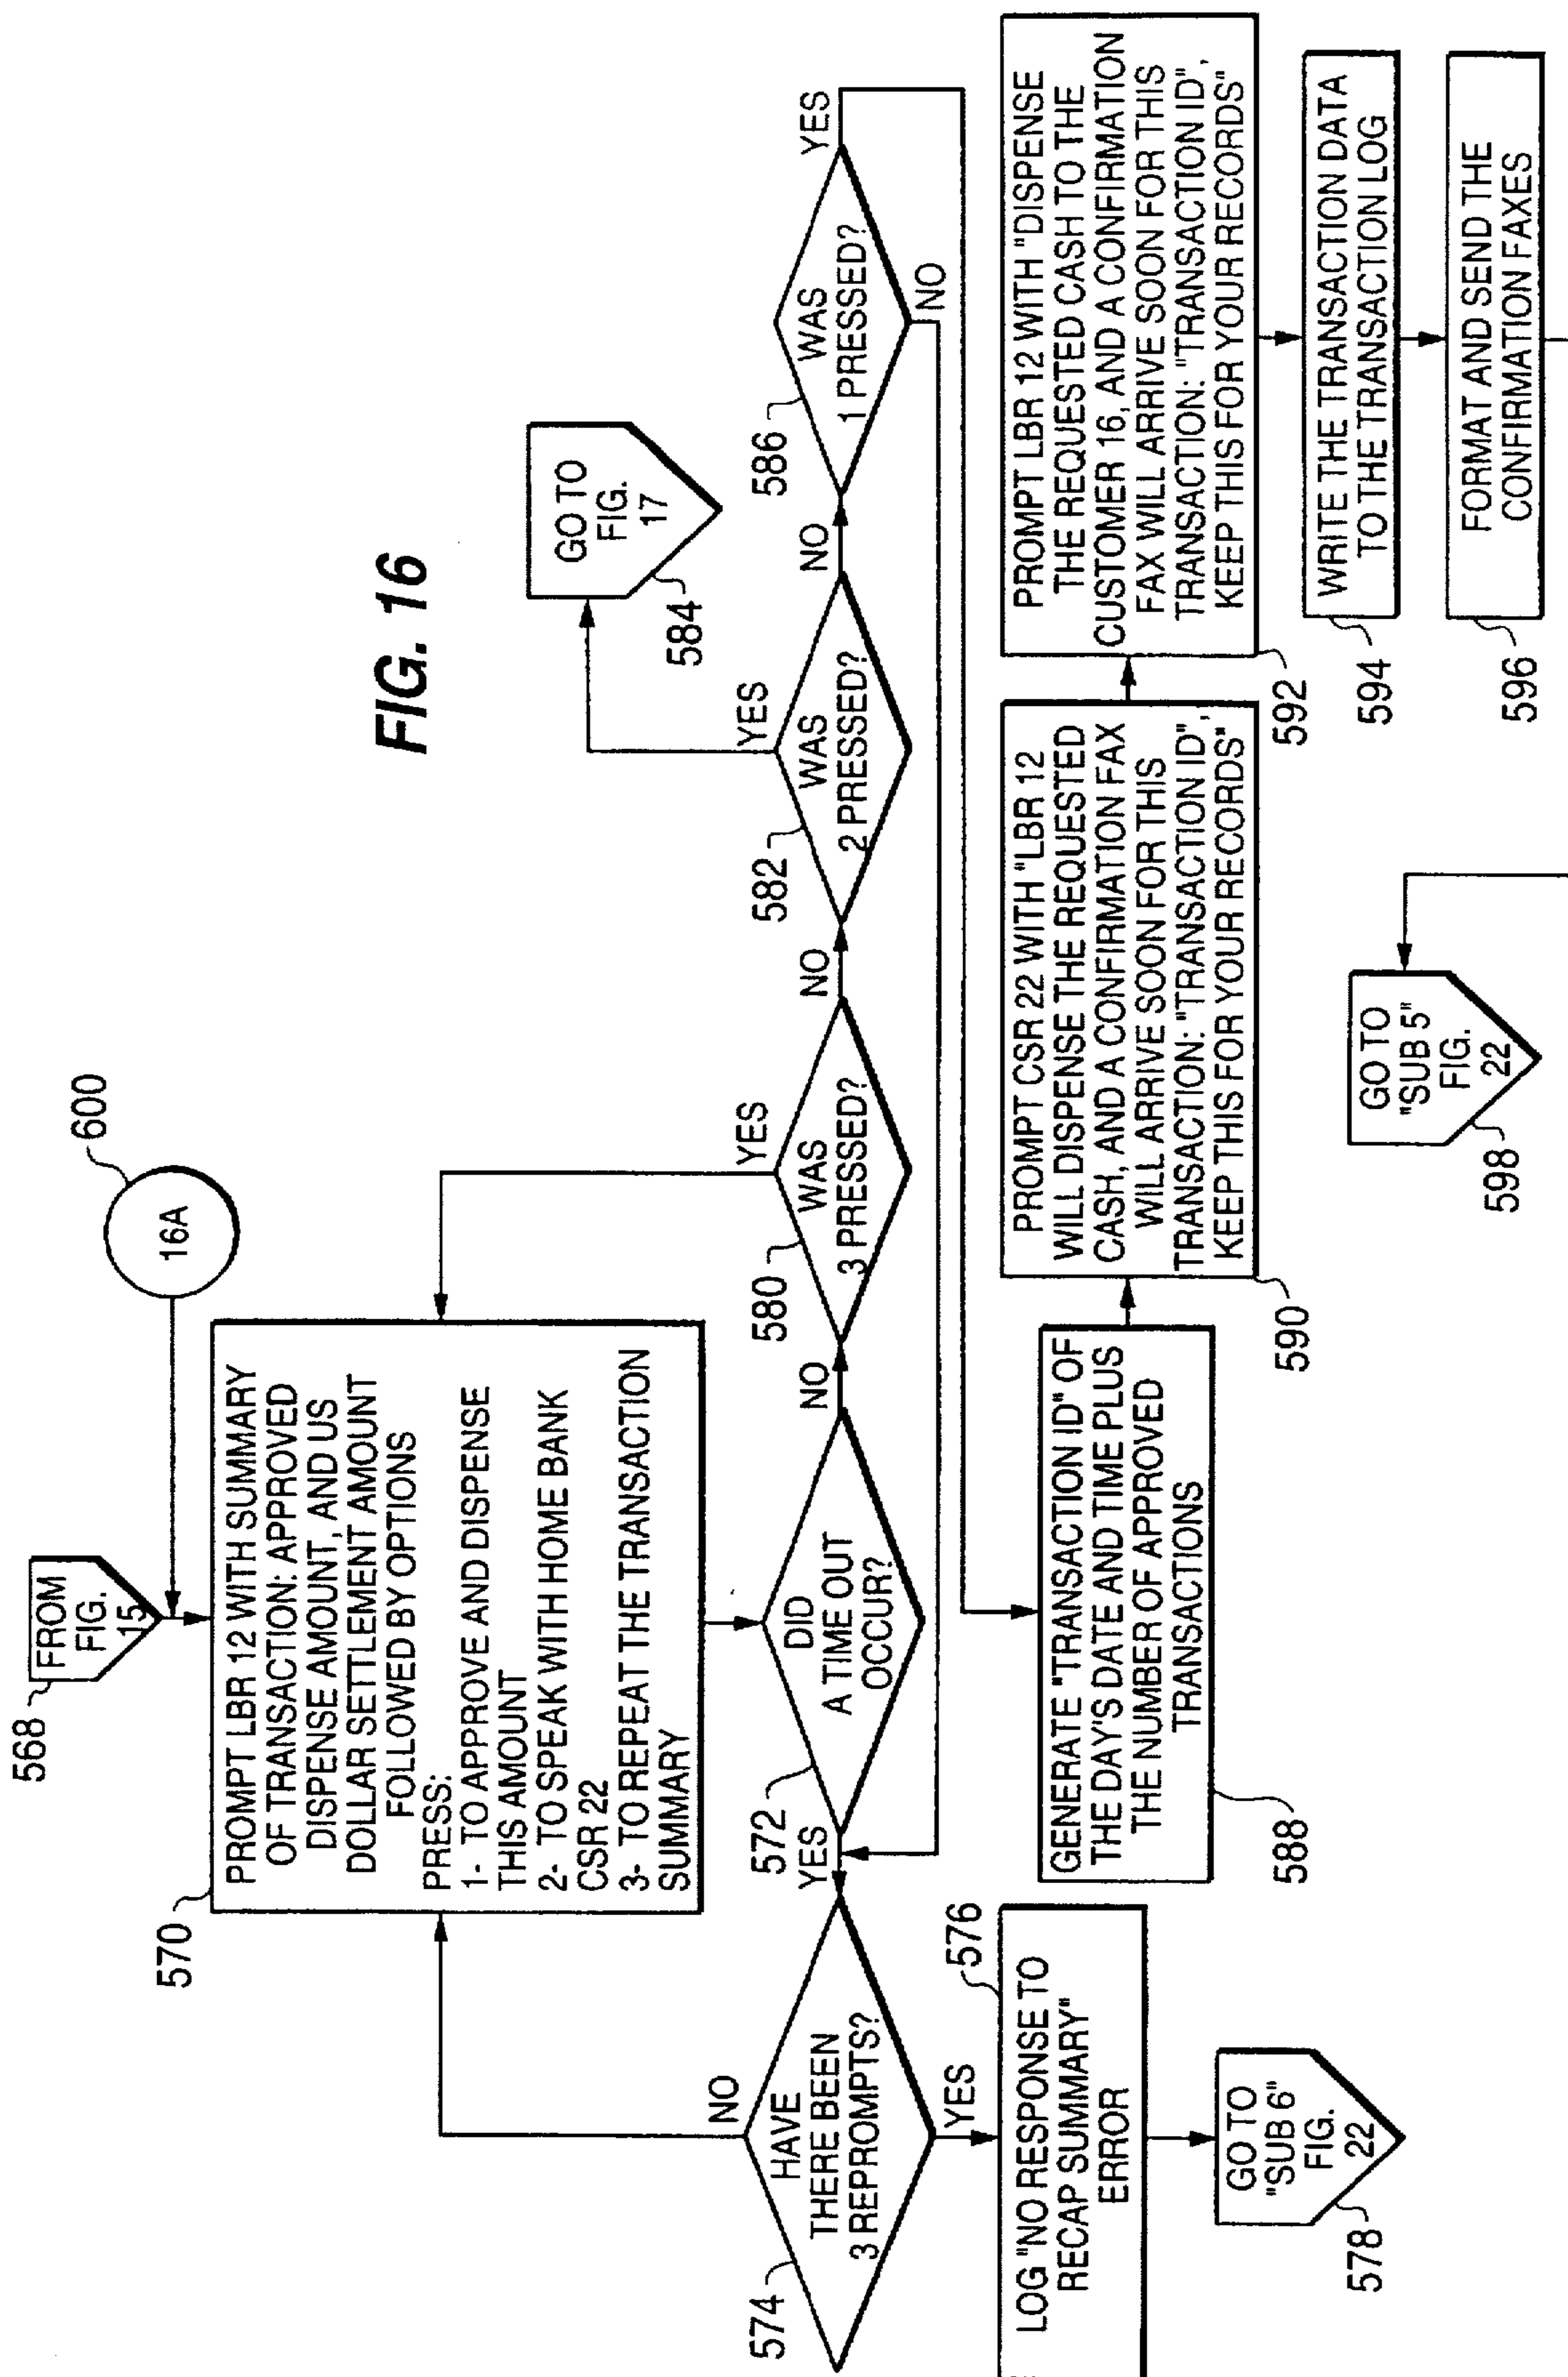 FIG. 16
568
FROM
FIG.
15
600
16A
570
PROMPT LBR 12 WITH SUMMARY
OF TRANSACTION: APPROVED
DISPENSE AMOUNT, AND US
DOLLAR SETTLEMENT AMOUNT
FOLLOWED BY OPTIONS
PRESS:
1- TO APPROVE AND DISPENSE
THIS AMOUNT
2- TO SPEAK WITH HOME BANK
CSR 22
3- TO REPEAT THE TRANSACTION
SUMMARY
574
HAVE
THERE BEEN
3 REPROMPTS?
NO
YES
572
DID
A TIME OUT
OCCUR?
YES
NO
580
WAS
3 PRESSED?
YES
NO
582
WAS
2 PRESSED?
YES
NO
584
GO TO
FIG.
17
586
WAS
1 PRESSED?
YES
NO
576
LOG "NO RESPONSE TO
RECAP SUMMARY"
ERROR
578
GO TO
"SUB 6"
FIG.
22
588
GENERATE "TRANSACTION ID" OF
THE DAY'S DATE AND TIME PLUS
THE NUMBER OF APPROVED
TRANSACTIONS
590
PROMPT CSR 22 WITH "LBR 12
WILL DISPENSE THE REQUESTED
CASH, AND A CONFIRMATION FAX
WILL ARRIVE SOON FOR THIS
TRANSACTION: "TRANSACTION ID",
KEEP THIS FOR YOUR RECORDS"
592
PROMPT LBR 12 WITH "DISPENSE
THE REQUESTED CASH TO THE
CUSTOMER 16, AND A CONFIRMATION
FAX WILL ARRIVE SOON FOR THIS
TRANSACTION: "TRANSACTION ID",
KEEP THIS FOR YOUR RECORDS"
594
WRITE THE TRANSACTION DATA
TO THE TRANSACTION LOG
596
FORMAT AND SEND THE
CONFIRMATION FAXES
598
GO TO
"SUB 5"
FIG.
22